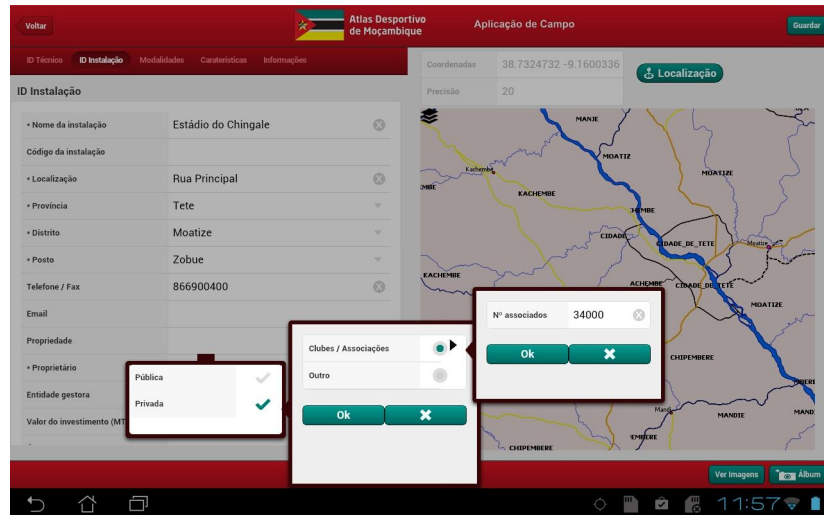 Voltar
Atlas Desportivo
de Moçambique
Aplicação de Campo
Guardar
ID Técnico ID Instalação Modalidades Caraterísticas Informações
ID Instalação
* Nome da instalação Estádio do Chingale
Código da instalação
* Localização Rua Principal
* Província Tete
* Distrito Moatize
* Posto Zobue
Telefone / Fax 866900400
Email
Propriedade
* Proprietário
Entidade gestora
Valor do investimento (MT
Pública
Privada
Clubes / Associações
Outro
Ok
Nº associados 34000
Ok
Coordenadas 38.7324732 -9.1600336
Precisão 20
Localização
MANJE
MOATIZ
Kachembe
MOATIZE
KACHEMBE
CIDADE
CIDADE_DE_TETE
Moatize
KACHEMBE
ACHEMBE
CIDADE_DE_TETE
MOATIZE
CHIPEMBERE
MANDIE
MAND
CHIPEMBERE
Ver Imagens
Álbum
11:57